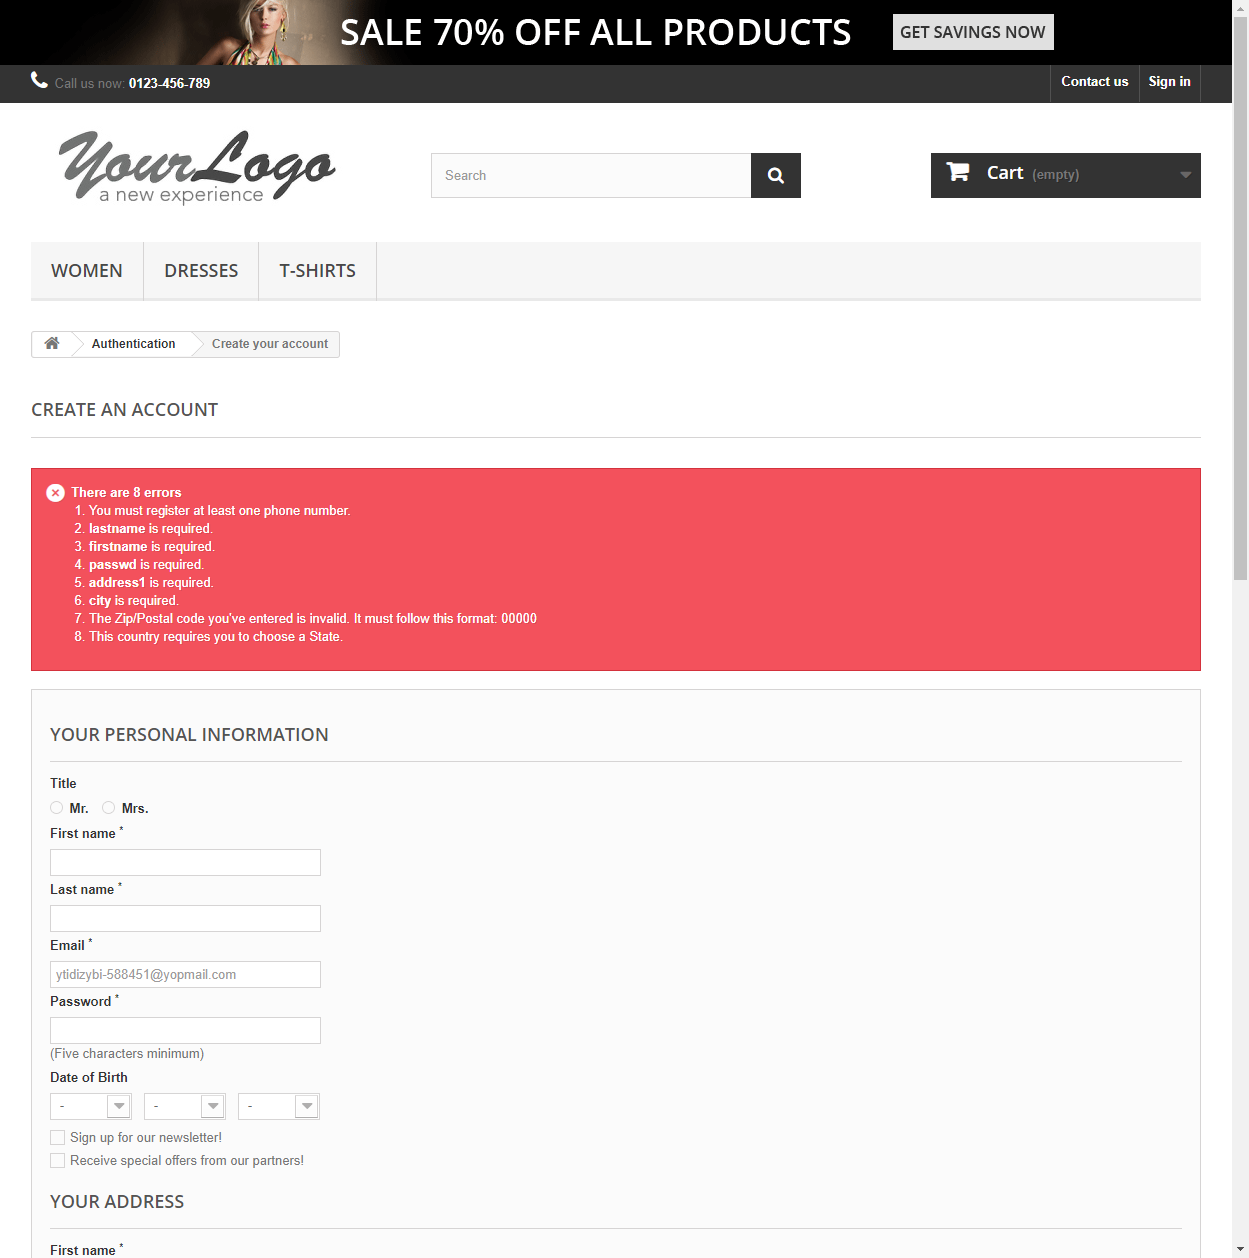 SALE 70% OFF ALL PRODUCTS
GET SAVINGS NOW
Call us now: 0123-456-789
Contact us
Sign in
Your Logo
a new experience
Search
Cart (empty)
WOMEN
DRESSES
T-SHIRTS
Authentication
Create your account
CREATE AN ACCOUNT
There are 8 errors
1. You must register at least one phone number.
2. lastname is required.
3. firstname is required.
4. passwd is required.
5. address1 is required.
6. city is required.
7. The Zip/Postal code you've entered is invalid. It must follow this format: 00000
8. This country requires you to choose a State.
YOUR PERSONAL INFORMATION
Title
Mr. Mrs.
First name *
Last name *
Email *
ytidizybi-588451@yopmail.com
Password *
(Five characters minimum)
Date of Birth
- - -
Sign up for our newsletter!
Receive special offers from our partners!
YOUR ADDRESS
First name *